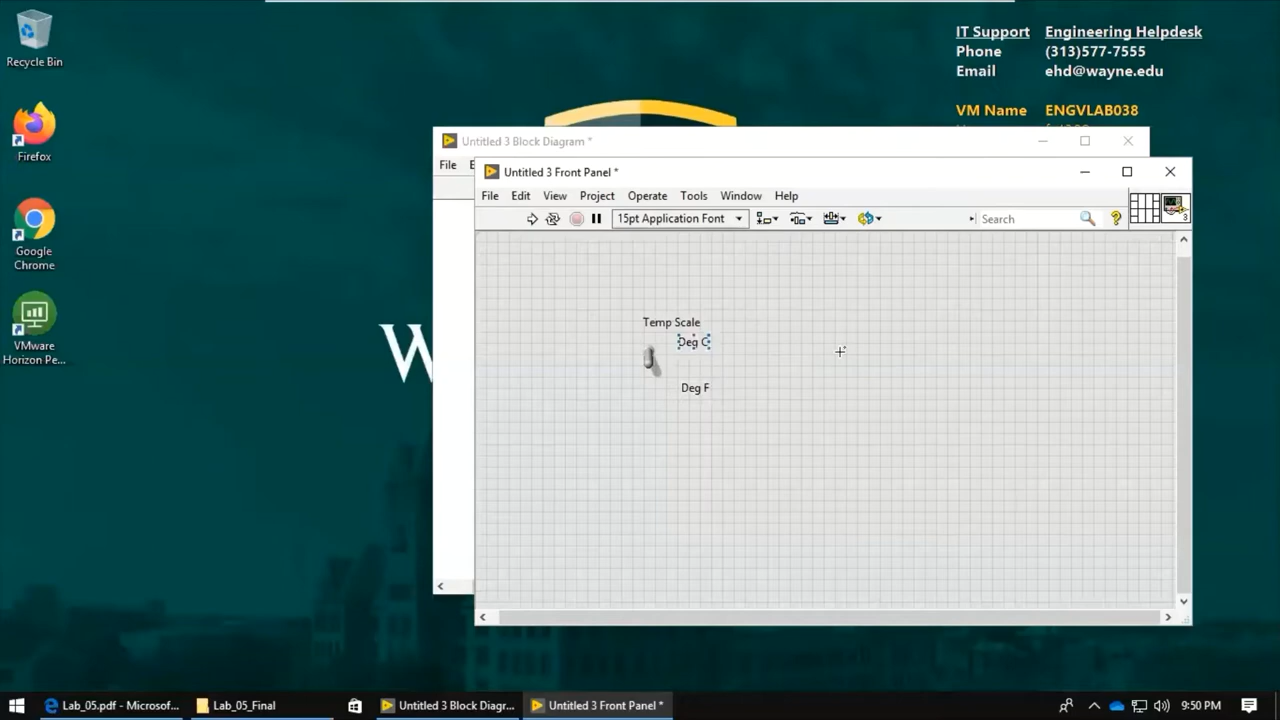 Recycle Bin
Firefox
Google
Chrome
VMware
Horizon Pe...
IT Support Engineering Helpdesk
Phone (313)577-7555
Email ehd@wayne.edu
VM Name ENGVLAB038
W
Untitled 3 Block Diagram *
File
Untitled 3 Front Panel *
File Edit View Project Operate Tools Window Help
15pt Application Font
Search
3
Temp Scale
Deg C
Deg F
Lab_05.pdf - Microsof...
Lab_05_Final
Untitled 3 Block Diagr...
Untitled 3 Front Panel *
9:50 PM